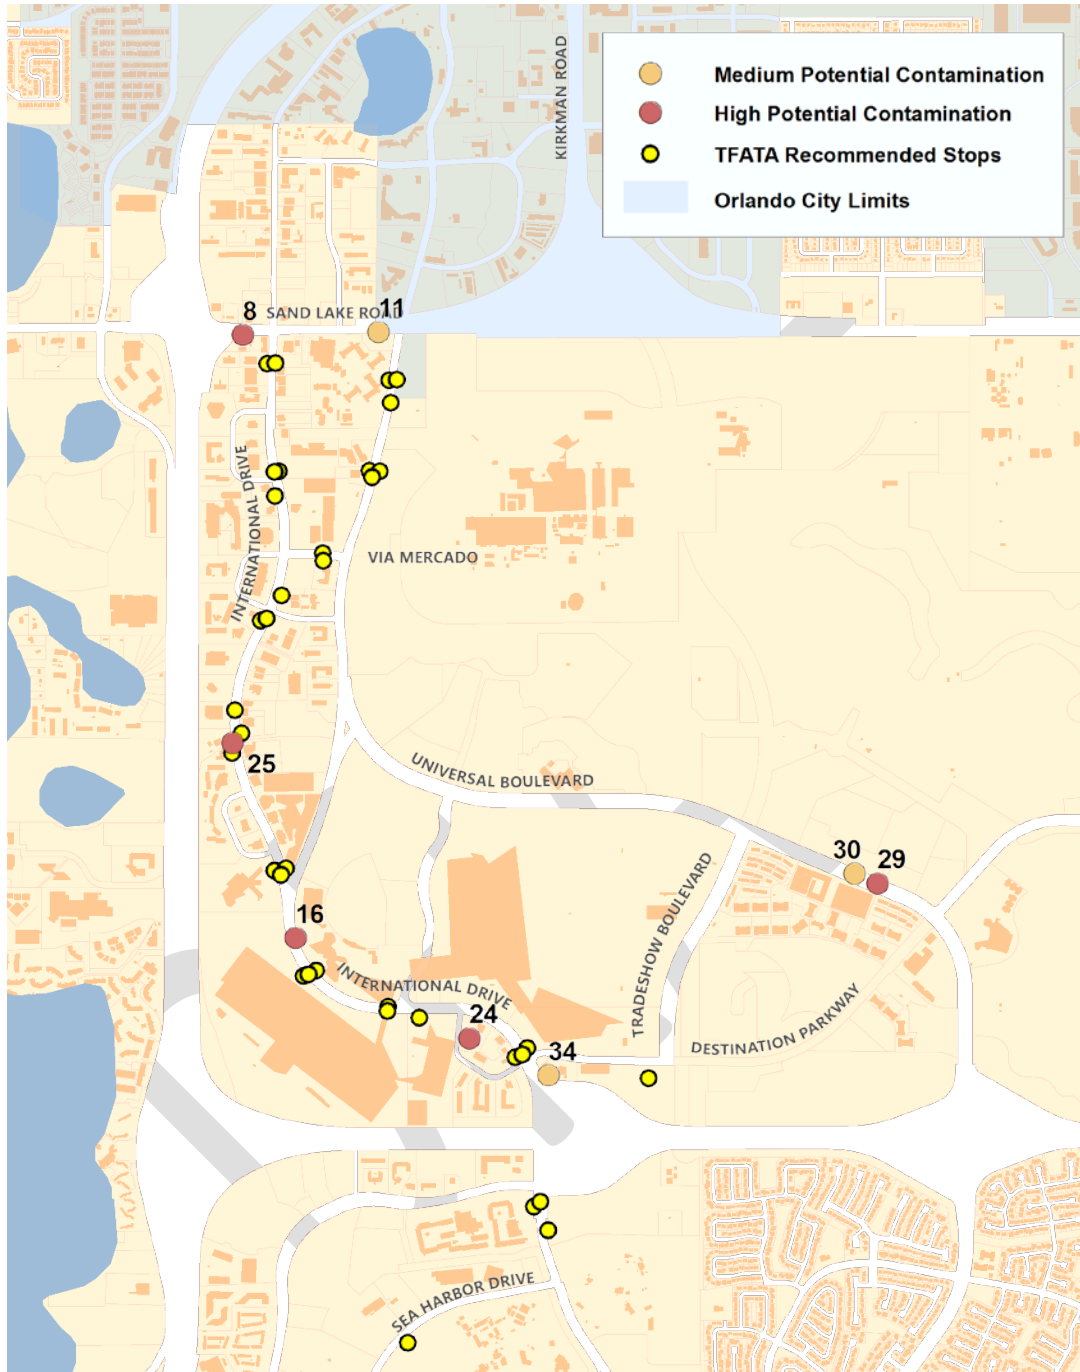 KIRKMAN ROAD
Medium Potential Contamination
High Potential Contamination
TFATA Recommended Stops
Orlando City Limits
8
SAND LAKE ROAD
11
INTERNATIONAL DRIVE
VIA MERCADO
25
UNIVERSAL BOULEVARD
30
29
TRADESHOW BOULEVARD
16
INTERNATIONAL DRIVE
24
34
DESTINATION PARKWAY
SEA HARBOR DRIVE